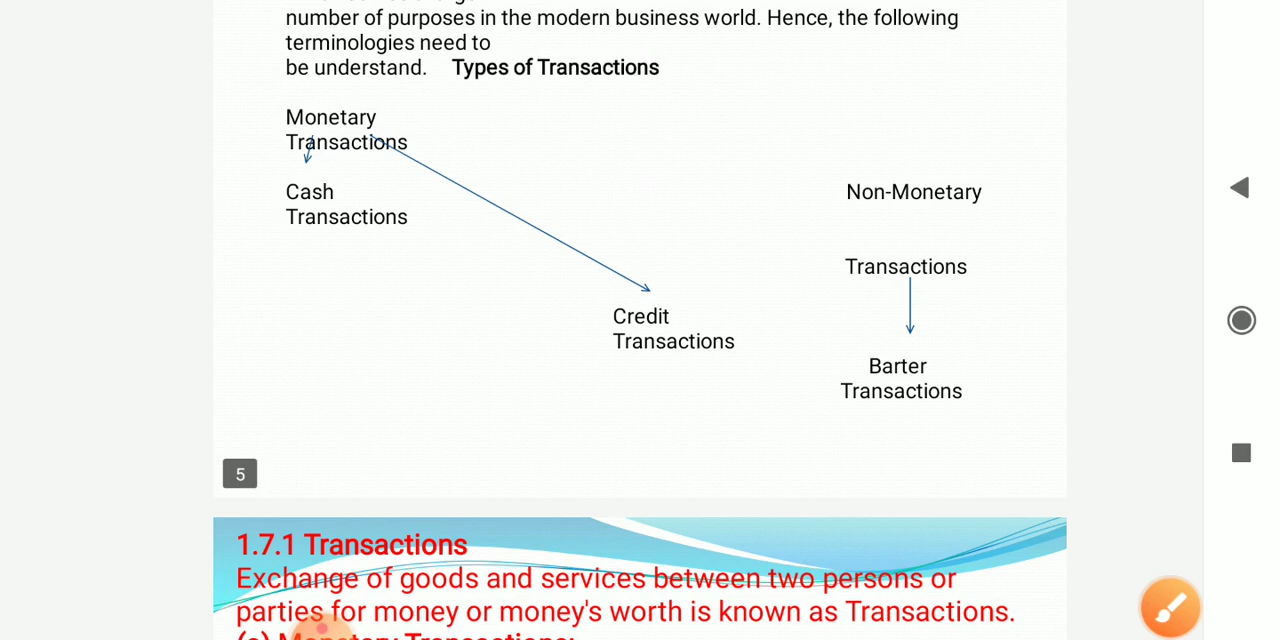 number of purposes in the modern business world. Hence, the following
terminologies need to
be understand. Types of Transactions
Monetary
Transactions
Cash
Transactions
Non-Monetary
Transactions
Credit
Transactions
Barter
Transactions
5
1.7.1 Transactions
Exchange of goods and services between two persons or
parties for money or money's worth is known as Transactions.
(a) Monetary Transactions: